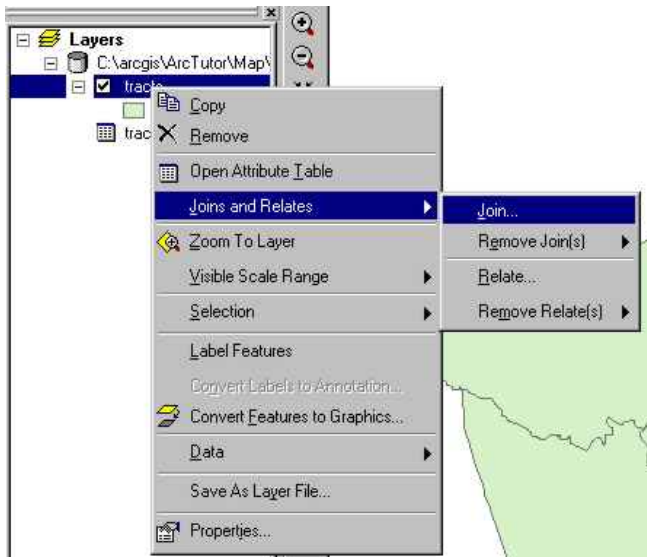 Layers
C:\arcgis\ArcTutor\Map\
tracts
trac
Copy
Remove
Open Attribute Table
Joins and Relates
Zoom To Layer
Visible Scale Range
Selection
Label Features
Convert Labels to Annotation...
Convert Features to Graphics...
Data
Save As Layer File...
Properties...
Join...
Remove Join(s)
Relate...
Remove Relate(s)